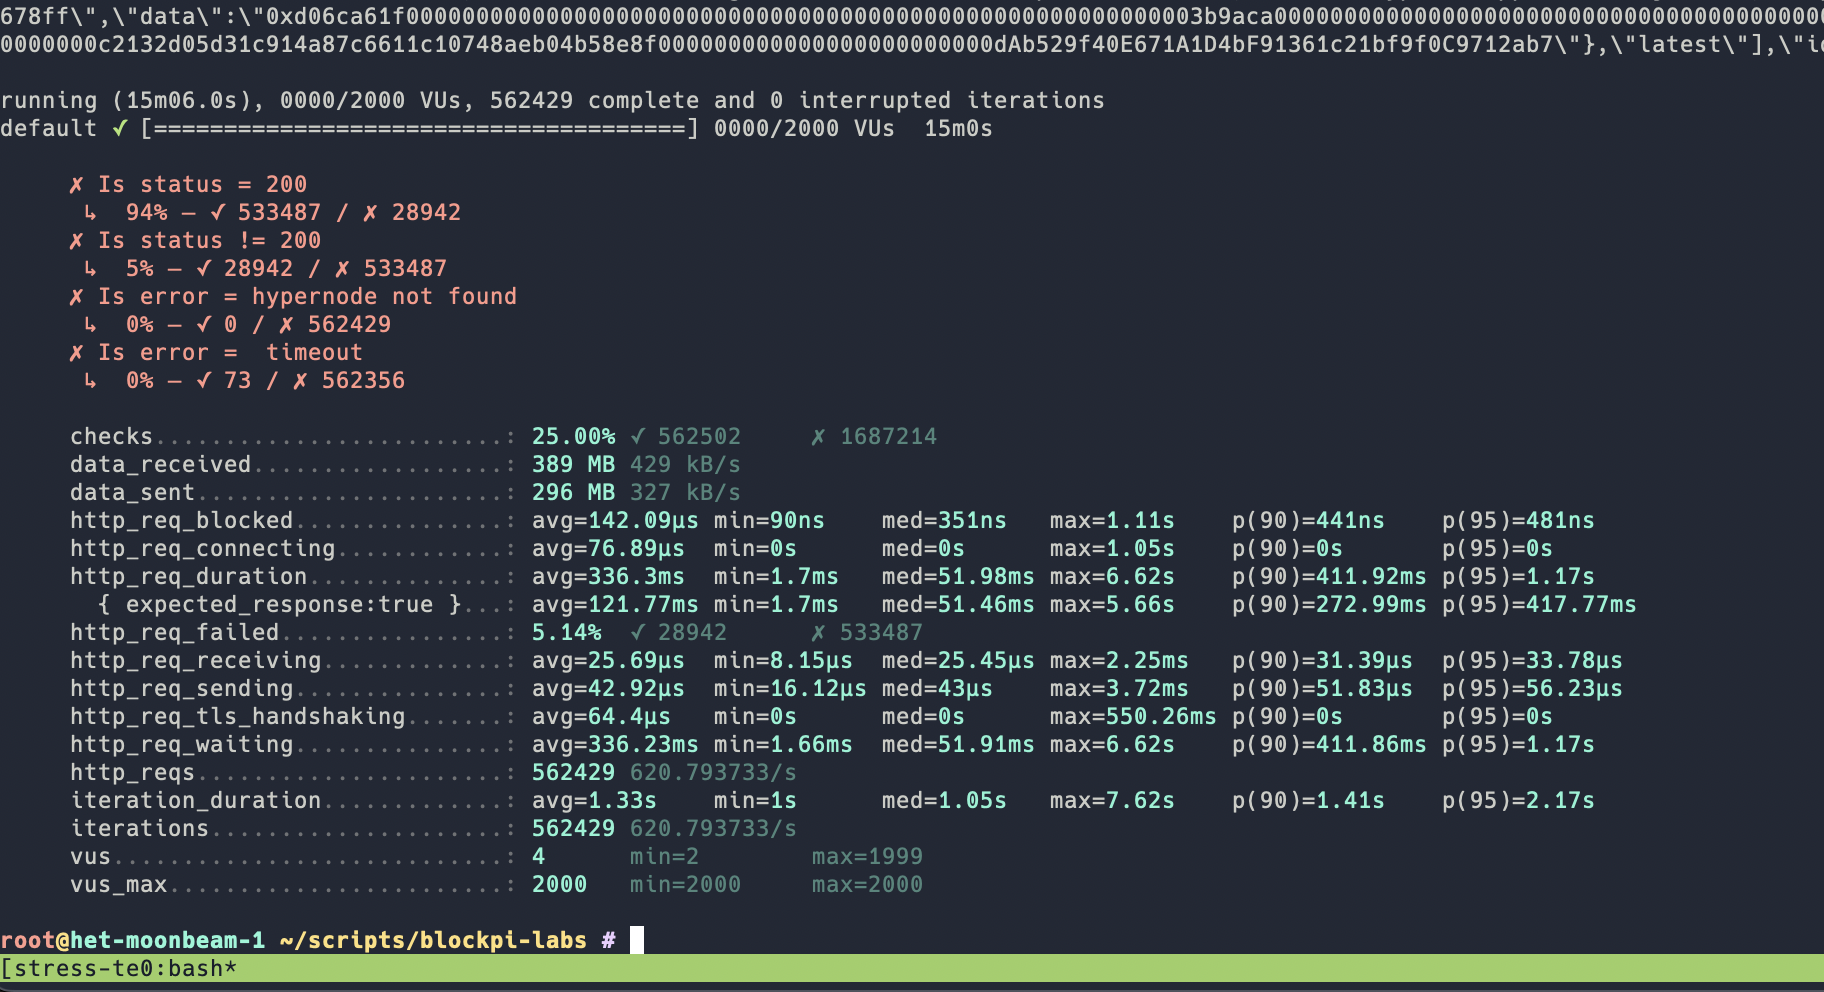 678ff\",\"data\":\"0xd06ca61f0000000000000000000000000000000000000000000000000000003b9aca00000000000000000000000000000000000000
0000000c2132d05d31c914a87c6611c10748aeb04b58e8f000000000000000000000000dAb529f40E671A1D4bF91361c21bf9f0C9712ab7\"},\"latest\"],\"i
running (15m06.0s), 0000/2000 VUs, 562429 complete and 0 interrupted iterations
default ✓ [======================================] 0000/2000 VUs  15m0s
✗ Is status = 200
↳  94% — ✓ 533487 / ✗ 28942
✗ Is status != 200
↳  5% — ✓ 28942 / ✗ 533487
✗ Is error = hypernode not found
↳  0% — ✓ 0 / ✗ 562429
✗ Is error =  timeout
↳  0% — ✓ 73 / ✗ 562356
checks.........................: 25.00% ✓ 562502     ✗ 1687214
data_received..................: 389 MB 429 kB/s
data_sent......................: 296 MB 327 kB/s
http_req_blocked...............: avg=142.09µs min=90ns    med=351ns   max=1.11s    p(90)=441ns    p(95)=481ns
http_req_connecting............: avg=76.89µs  min=0s      med=0s      max=1.05s    p(90)=0s       p(95)=0s
http_req_duration..............: avg=336.3ms  min=1.7ms   med=51.98ms max=6.62s    p(90)=411.92ms p(95)=1.17s
{ expected_response:true }...: avg=121.77ms min=1.7ms   med=51.46ms max=5.66s    p(90)=272.99ms p(95)=417.77ms
http_req_failed................: 5.14%  ✓ 28942      ✗ 533487
http_req_receiving.............: avg=25.69µs  min=8.15µs  med=25.45µs max=2.25ms   p(90)=31.39µs  p(95)=33.78µs
http_req_sending...............: avg=42.92µs  min=16.12µs med=43µs    max=3.72ms   p(90)=51.83µs  p(95)=56.23µs
http_req_tls_handshaking.......: avg=64.4µs   min=0s      med=0s      max=550.26ms p(90)=0s       p(95)=0s
http_req_waiting...............: avg=336.23ms min=1.66ms  med=51.91ms max=6.62s    p(90)=411.86ms p(95)=1.17s
http_reqs......................: 562429 620.793733/s
iteration_duration.............: avg=1.33s    min=1s      med=1.05s   max=7.62s    p(90)=1.41s    p(95)=2.17s
iterations.....................: 562429 620.793733/s
vus............................: 4      min=2        max=1999
vus_max........................: 2000   min=2000     max=2000
root@het-moonbeam-1 ~/scripts/blockpi-labs #
[stress-te0:bash*